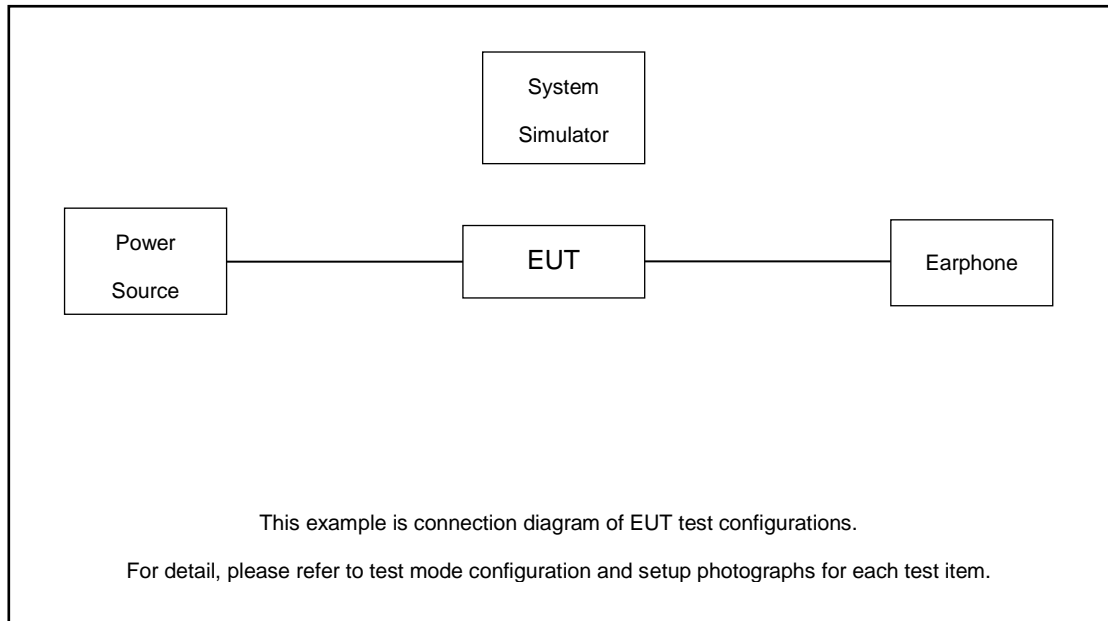 System
Simulator
Power
Source
EUT
Earphone
This example is connection diagram of EUT test configurations.
For detail, please refer to test mode configuration and setup photographs for each test item.